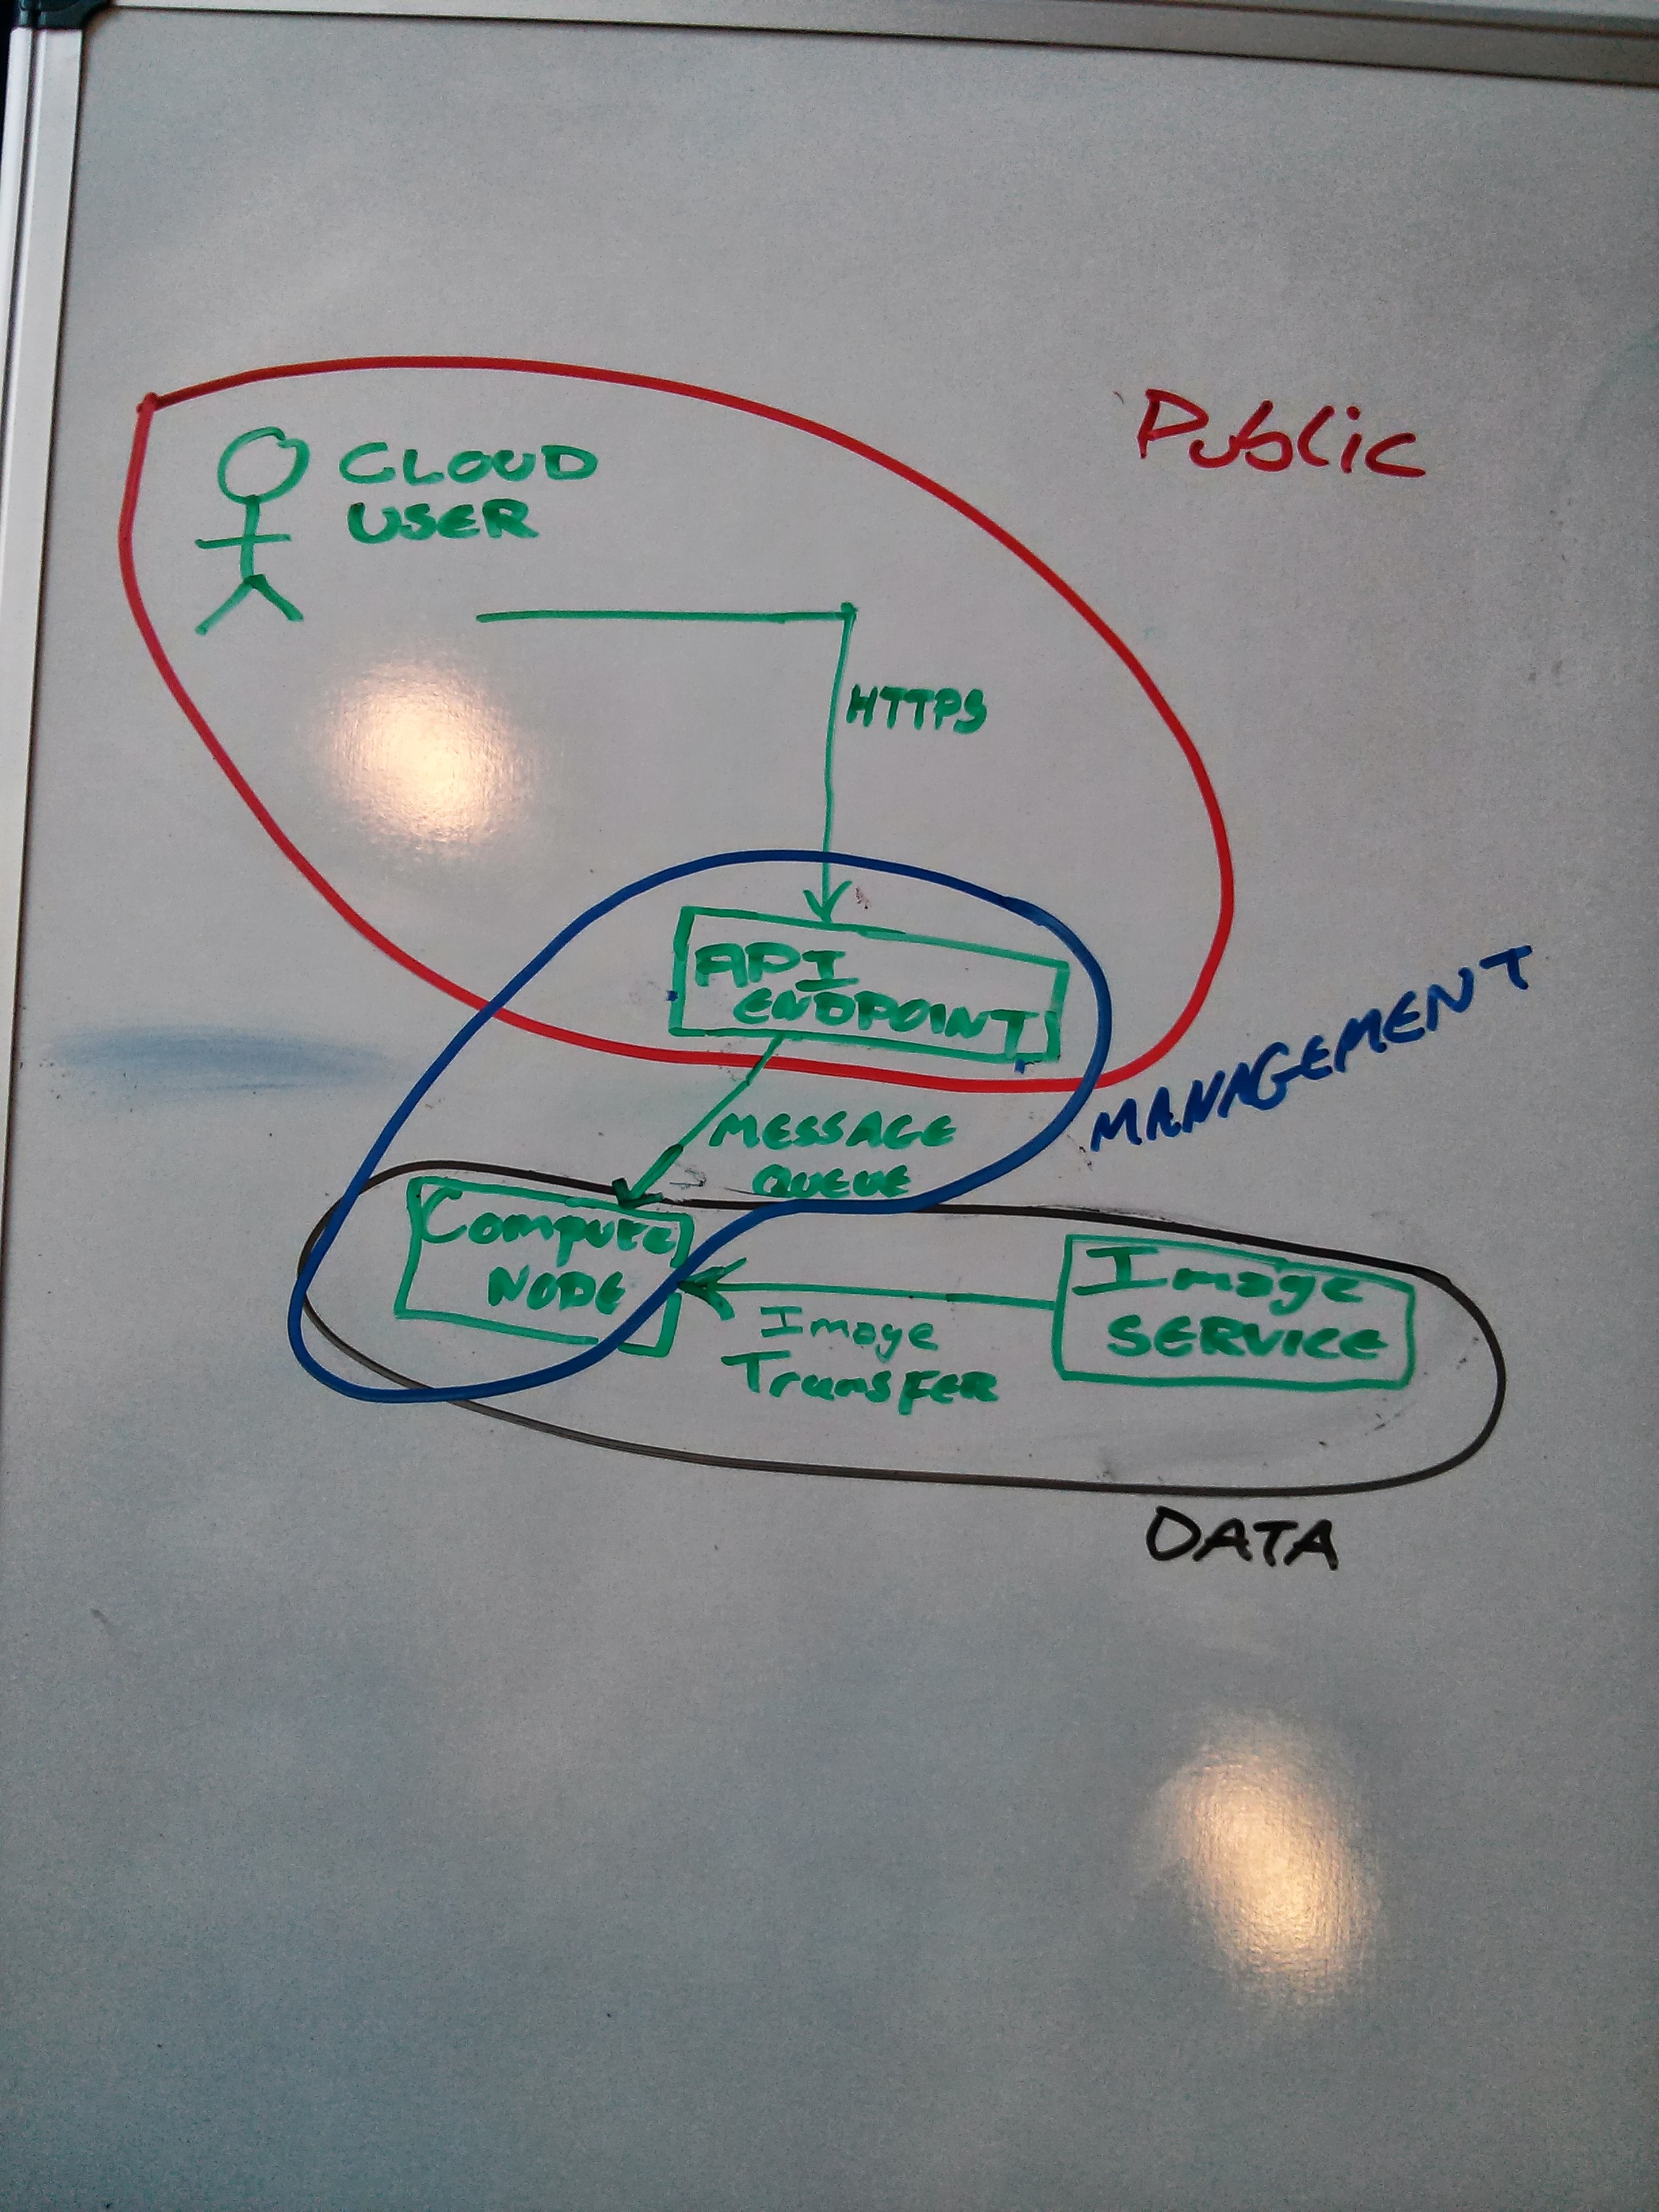 Public
CLOUD
USER
HTTPS
API
ENDPOINT
MANAGEMENT
MESSAGE
QUEUE
Compute
NODE
Image
SERVICE
Image
TransFER
DATA